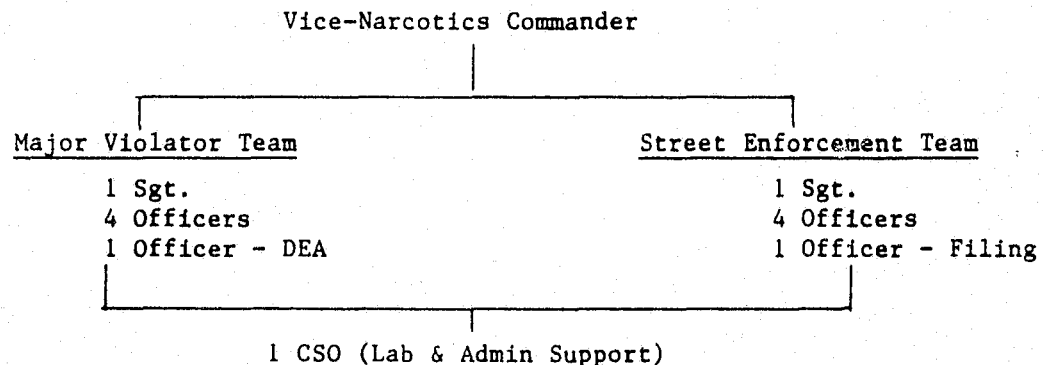 Vice-Narcotics Commander
Major Violator Team
1 Sgt.
4 Officers
1 Officer - DEA
Street Enforcement Team
1 Sgt.
4 Officers
1 Officer - Filing
1 CSO (Lab & Admin Support)